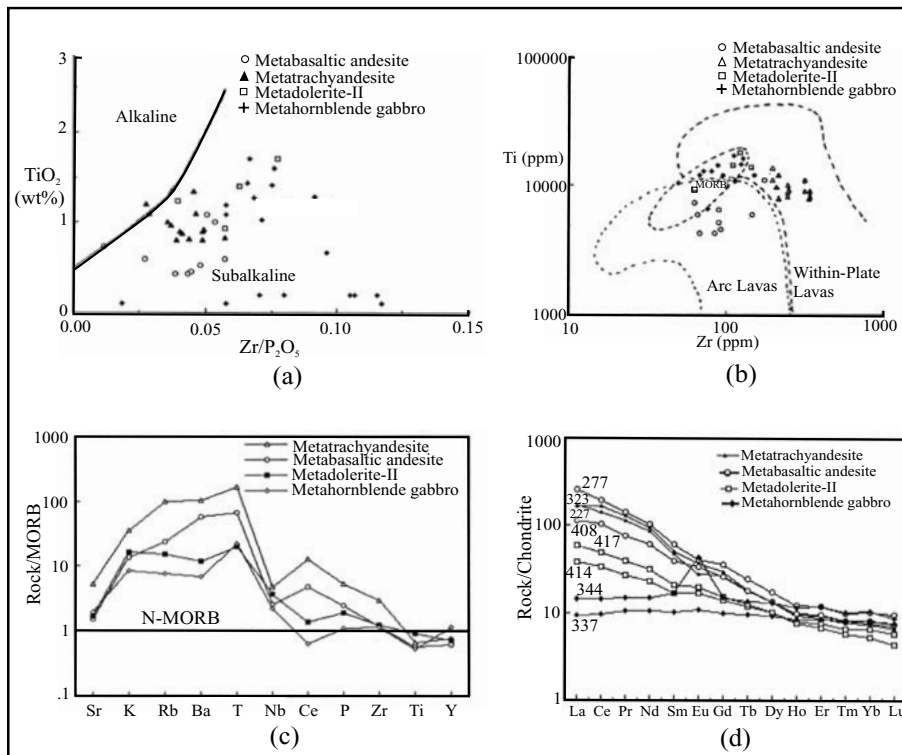 3
2
1
0
TiO₂
(wt%)
Alkaline
Subalkaline
Metabasaltic andesite
Metatrachyandesite
Metadolerite-II
Metahornblende gabbro
0.00
0.05
0.10
0.15
Zr/P₂O₅
(a)
100000
10000
1000
Ti
(ppm)
Metabasaltic andesite
Metatrachyandesite
Metadolerite-II
Metahornblende gabbro
MORB
Arc Lavas
Within-Plate
Lavas
10
100
1000
Zr (ppm)
(b)
1000
100
10
1
.1
Rock/MORB
Metatrachyandesite
Metabasaltic andesite
Metadolerite-II
Metahornblende gabbro
N-MORB
Sr K Rb Ba T Nb Ce P Zr Ti Y
(c)
1000
100
10
1
Rock/Chondrite
Metatrachyandesite
Metabasaltic andesite
Metadolerite-II
Metahornblende gabbro
277
323
227
408
417
414
344
337
La Ce Pr Nd Sm Eu Gd Tb Dy Ho Er Tm Yb Lu
(d)